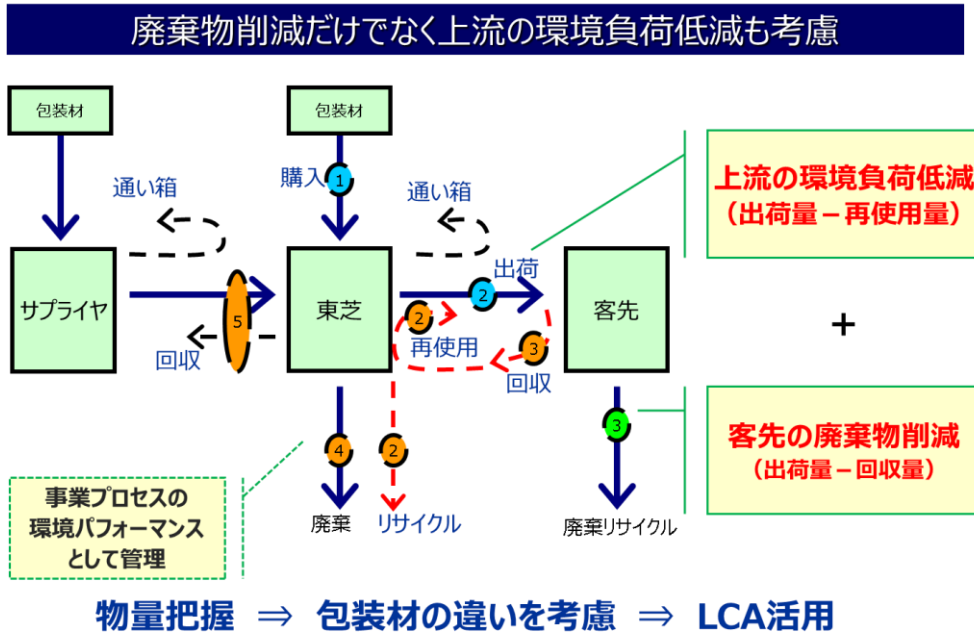 廃棄物削減だけでなく上流の環境負荷低減も考慮
包装材
包装材
通い箱
購入
1
通い箱
上流の環境負荷低減
（出荷量－再使用量）
サプライヤ
5
回収
東芝
出荷
2
2
再使用
3
回収
客先
+
4
廃棄
2
リサイクル
3
廃棄リサイクル
客先の廃棄物削減
（出荷量－回収量）
事業プロセスの
環境パフォーマンス
として管理
物量把握 ⇒ 包装材の違いを考慮 ⇒ LCA活用